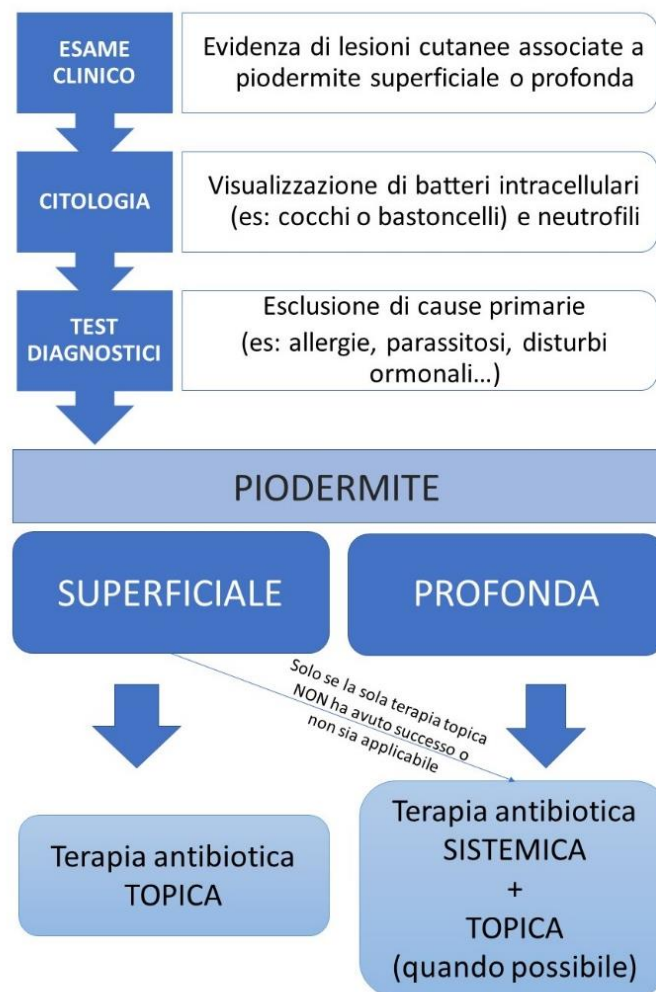 ESAME
CLINICO
Evidenza di lesioni cutanee associate a
piodermite superficiale o profonda
CITOLOGIA
Visualizzazione di batteri intracellulari
(es: cocchi o bastoncelli) e neutrofili
TEST
DIAGNOSTICI
Esclusione di cause primarie
(es: allergie, parassitosi, disturbi
ormonali...)
PIODERMITE
SUPERFICIALE
PROFONDA
Solo se la sola terapia topica
NON ha avuto successo o
non sia applicabile
Terapia antibiotica
TOPICA
Terapia antibiotica
SISTEMICA
+
TOPICA
(quando possibile)